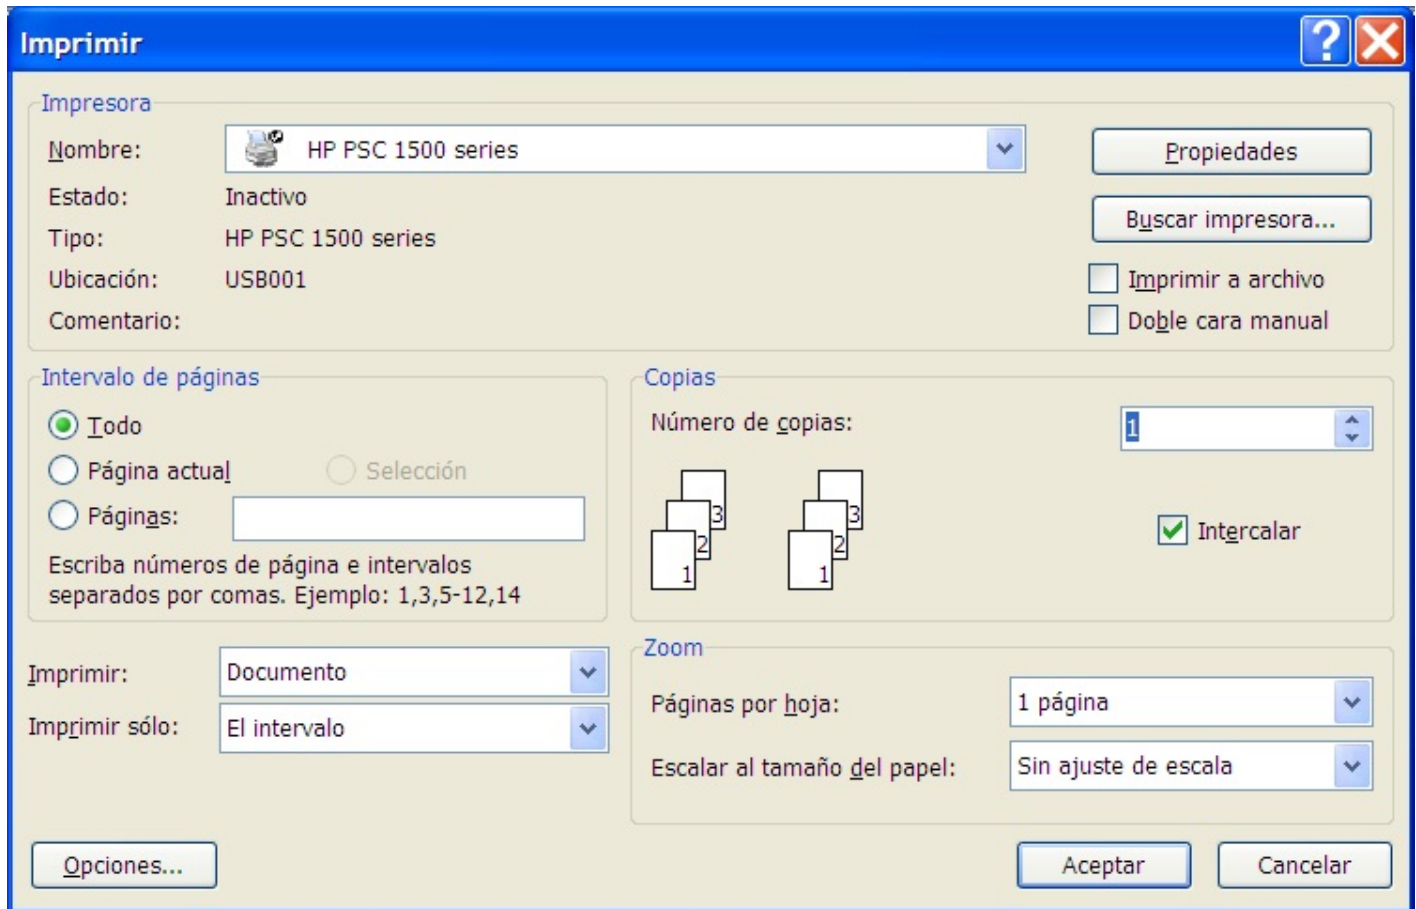 Imprimir
Impresora
Nombre: HP PSC 1500 series
Propiedades
Estado: Inactivo
Buscar impresora...
Tipo: HP PSC 1500 series
Ubicación: USB001
Imprimir a archivo
Comentario:
Doble cara manual
Intervalo de páginas
Todo
Página actual
Selección
Páginas:
Escriba números de página e intervalos
separados por comas. Ejemplo: 1,3,5-12,14
Copias
Número de copias: 1
3 3
2 2
1 1
Intercalar
Imprimir: Documento
Imprimir sólo: El intervalo
Zoom
Páginas por hoja: 1 página
Escalar al tamaño del papel: Sin ajuste de escala
Opciones...
Aceptar
Cancelar